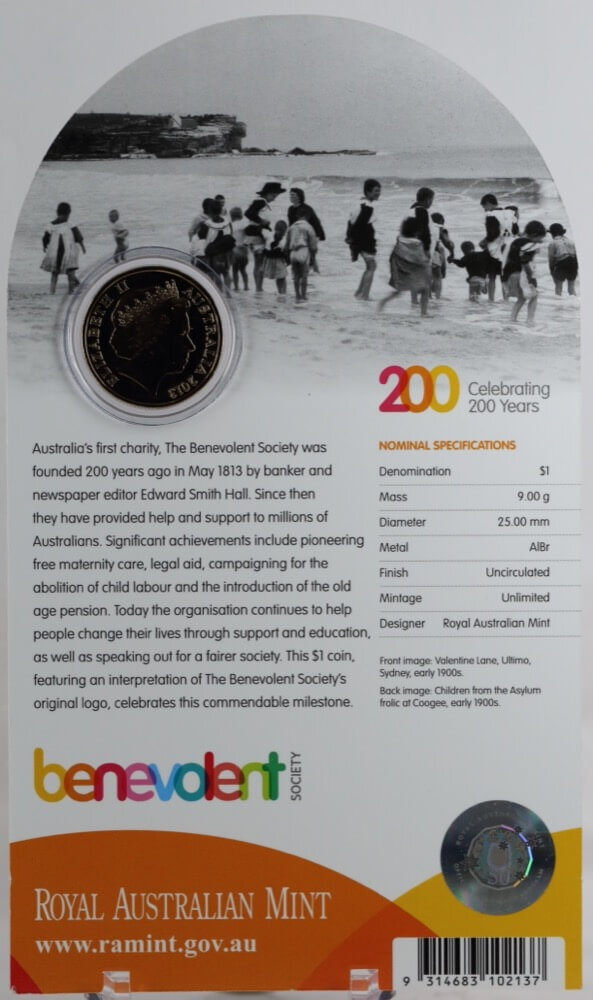 ELIZABETH II AUSTRALIA 2013
200 Celebrating
200 Years
Australia's first charity, The Benevolent Society was
founded 200 years ago in May 1813 by banker and
newspaper editor Edward Smith Hall. Since then
they have provided help and support to millions of
Australians. Significant achievements include pioneering
free maternity care, legal aid, campaigning for the
abolition of child labour and the introduction of the old
age pension. Today the organisation continues to help
people change their lives through support and education,
as well as speaking out for a fairer society. This $1 coin,
featuring an interpretation of The Benevolent Society's
original logo, celebrates this commendable milestone.
NOMINAL SPECIFICATIONS
Denomination $1
Mass 9.00 g
Diameter 25.00 mm
Metal AlBr
Finish Uncirculated
Mintage Unlimited
Designer Royal Australian Mint
Front image: Valentine Lane, Ultimo,
Sydney, early 1900s.
Back image: Children from the Asylum
frolic at Coogee, early 1900s.
benevolent SOCIETY
ROYAL AUSTRALIAN MINT
www.ramint.gov.au
9 314683 102137